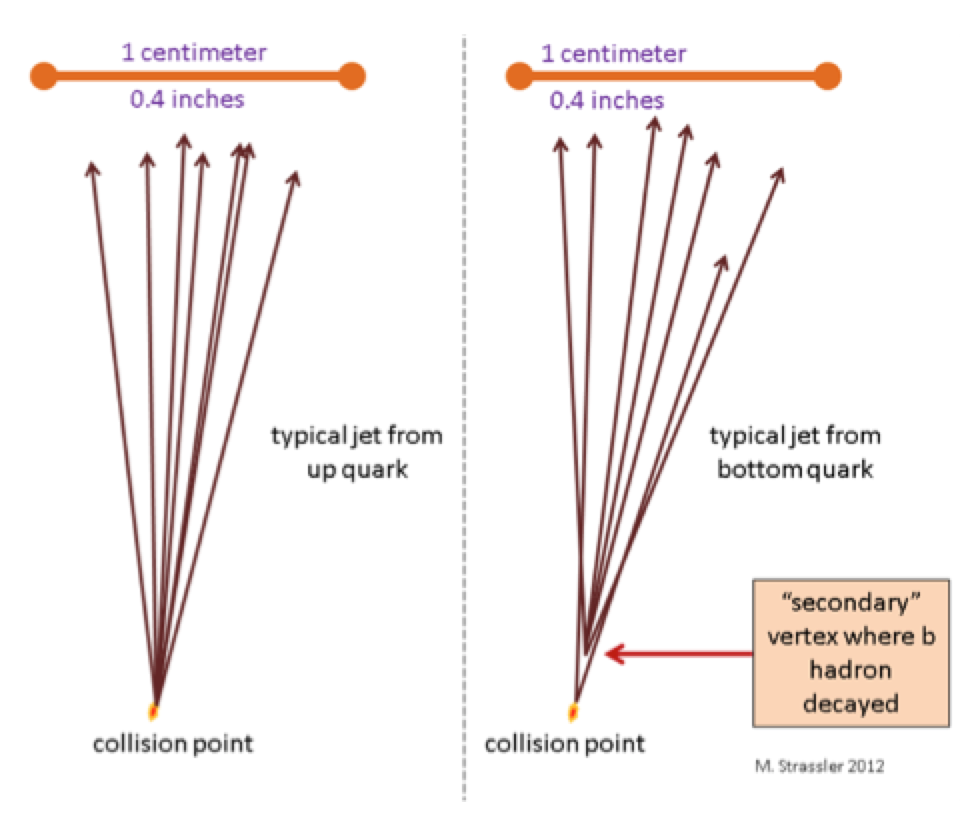 1 centimeter
0.4 inches
typical jet from
up quark
collision point
1 centimeter
0.4 inches
typical jet from
bottom quark
“secondary”
vertex where b
hadron
decayed
collision point
M. Strassler 2012